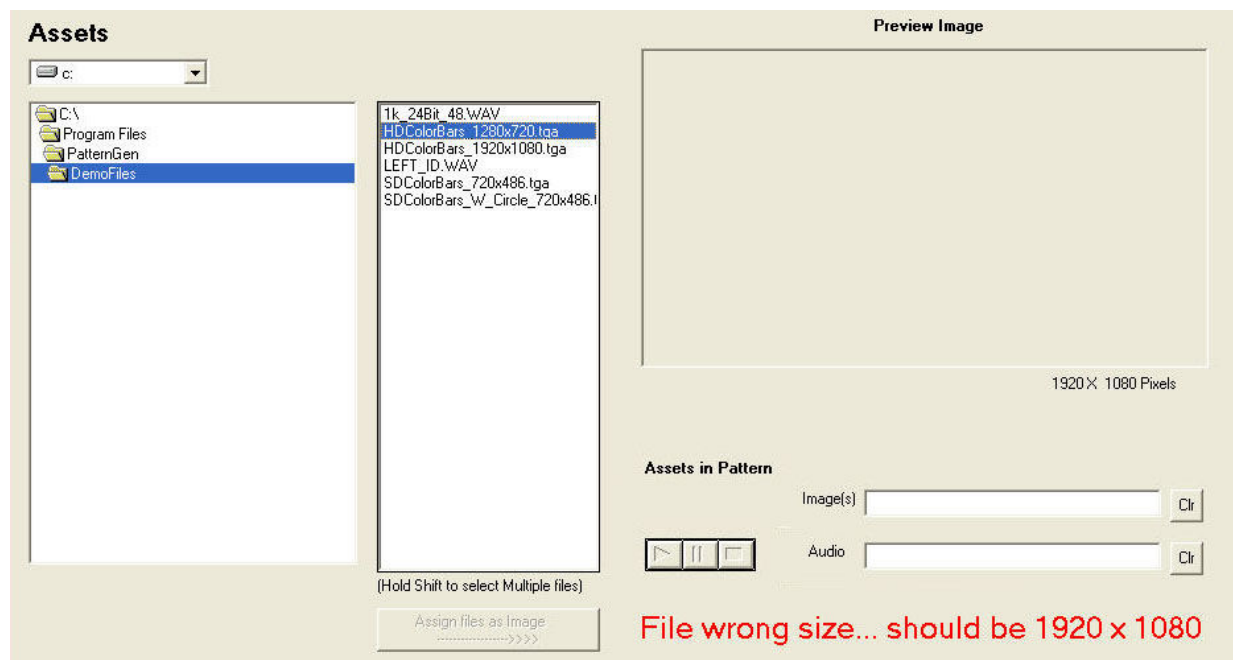 Assets
c:
C:\
Program Files
PatternGen
DemoFiles
1k_24Bit_48.WAV
HDColorBars_1280x720.tga
HDColorBars_1920x1080.tga
LEFT_ID.WAV
SDColorBars_720x486.tga
SDColorBars_W_Circle_720x486.t
(Hold Shift to select Multiple files)
Assign files as Image
------------------>>>>
Preview Image
1920 X 1080 Pixels
Assets in Pattern
Image(s)
Clr
Audio
Clr
File wrong size... should be 1920 x 1080